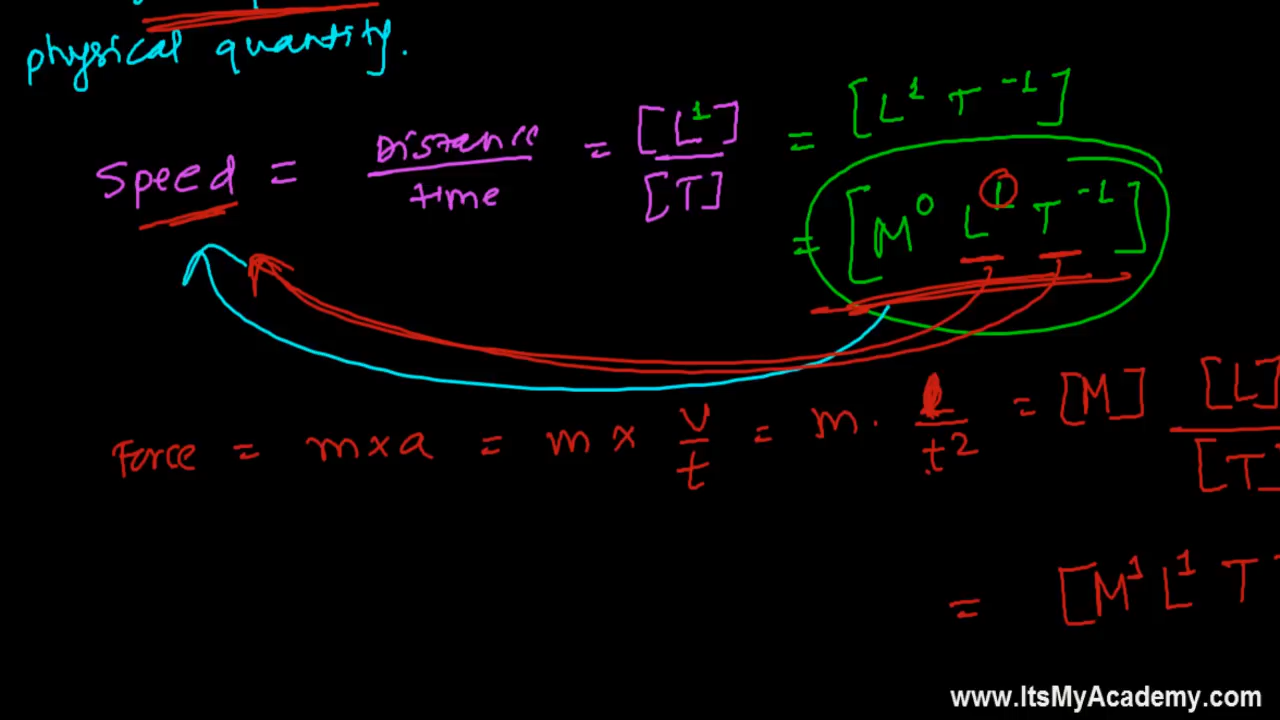 physical quantity.
Speed = Distance / time = [L¹] / [T] = [L¹ T⁻¹]
= [M⁰ L¹ T⁻¹]
Force = m×a = m × v/t = m · l/t² = [M] [L] / [T]
= [M¹ L¹ T
www.ItsMyAcademy.com